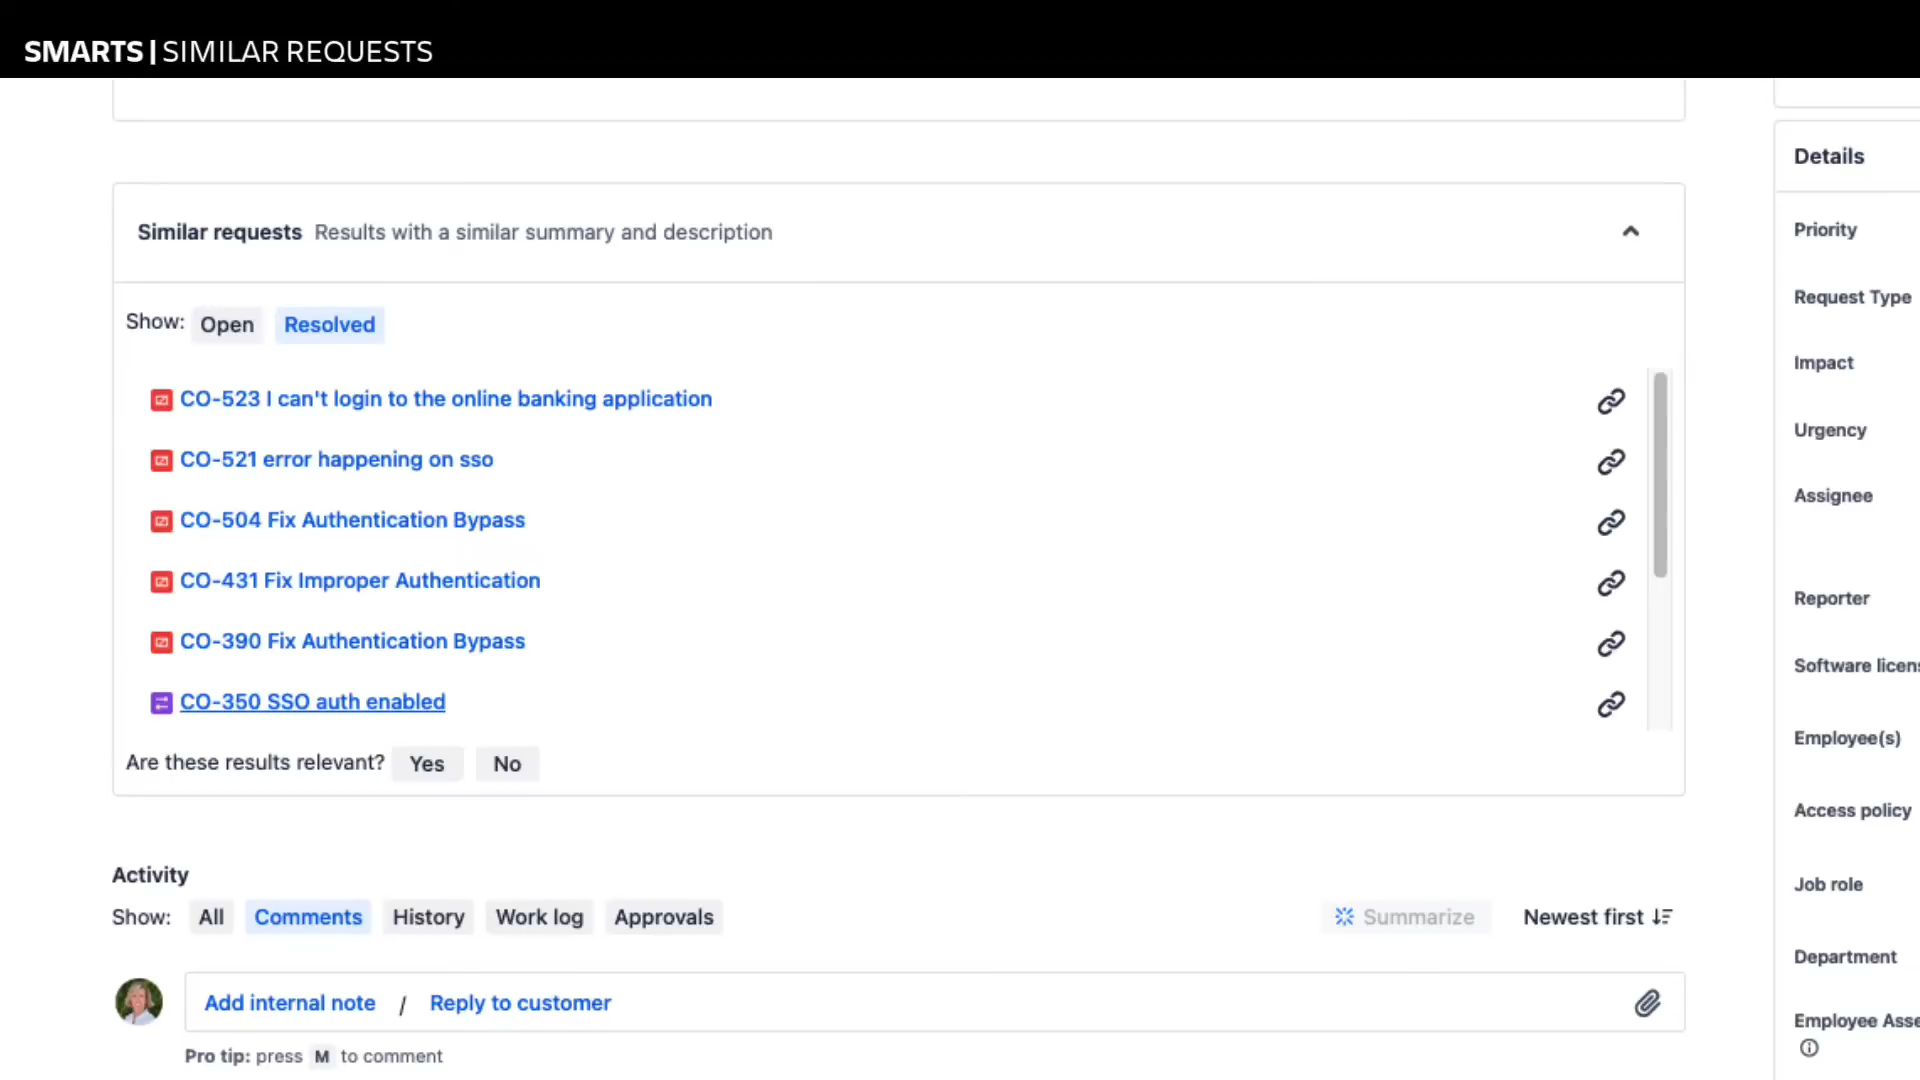 SMARTS | SIMILAR REQUESTS
Similar requests Results with a similar summary and description
Show: Open Resolved
CO-523 I can't login to the online banking application
CO-521 error happening on sso
CO-504 Fix Authentication Bypass
CO-431 Fix Improper Authentication
CO-390 Fix Authentication Bypass
CO-350 SSO auth enabled
Are these results relevant? Yes No
Activity
Show: All Comments History Work log Approvals Summarize Newest first
Add internal note / Reply to customer
Pro tip: press M to comment
Details
Priority
Request Type
Impact
Urgency
Assignee
Reporter
Software licens
Employee(s)
Access policy
Job role
Department
Employee Asse